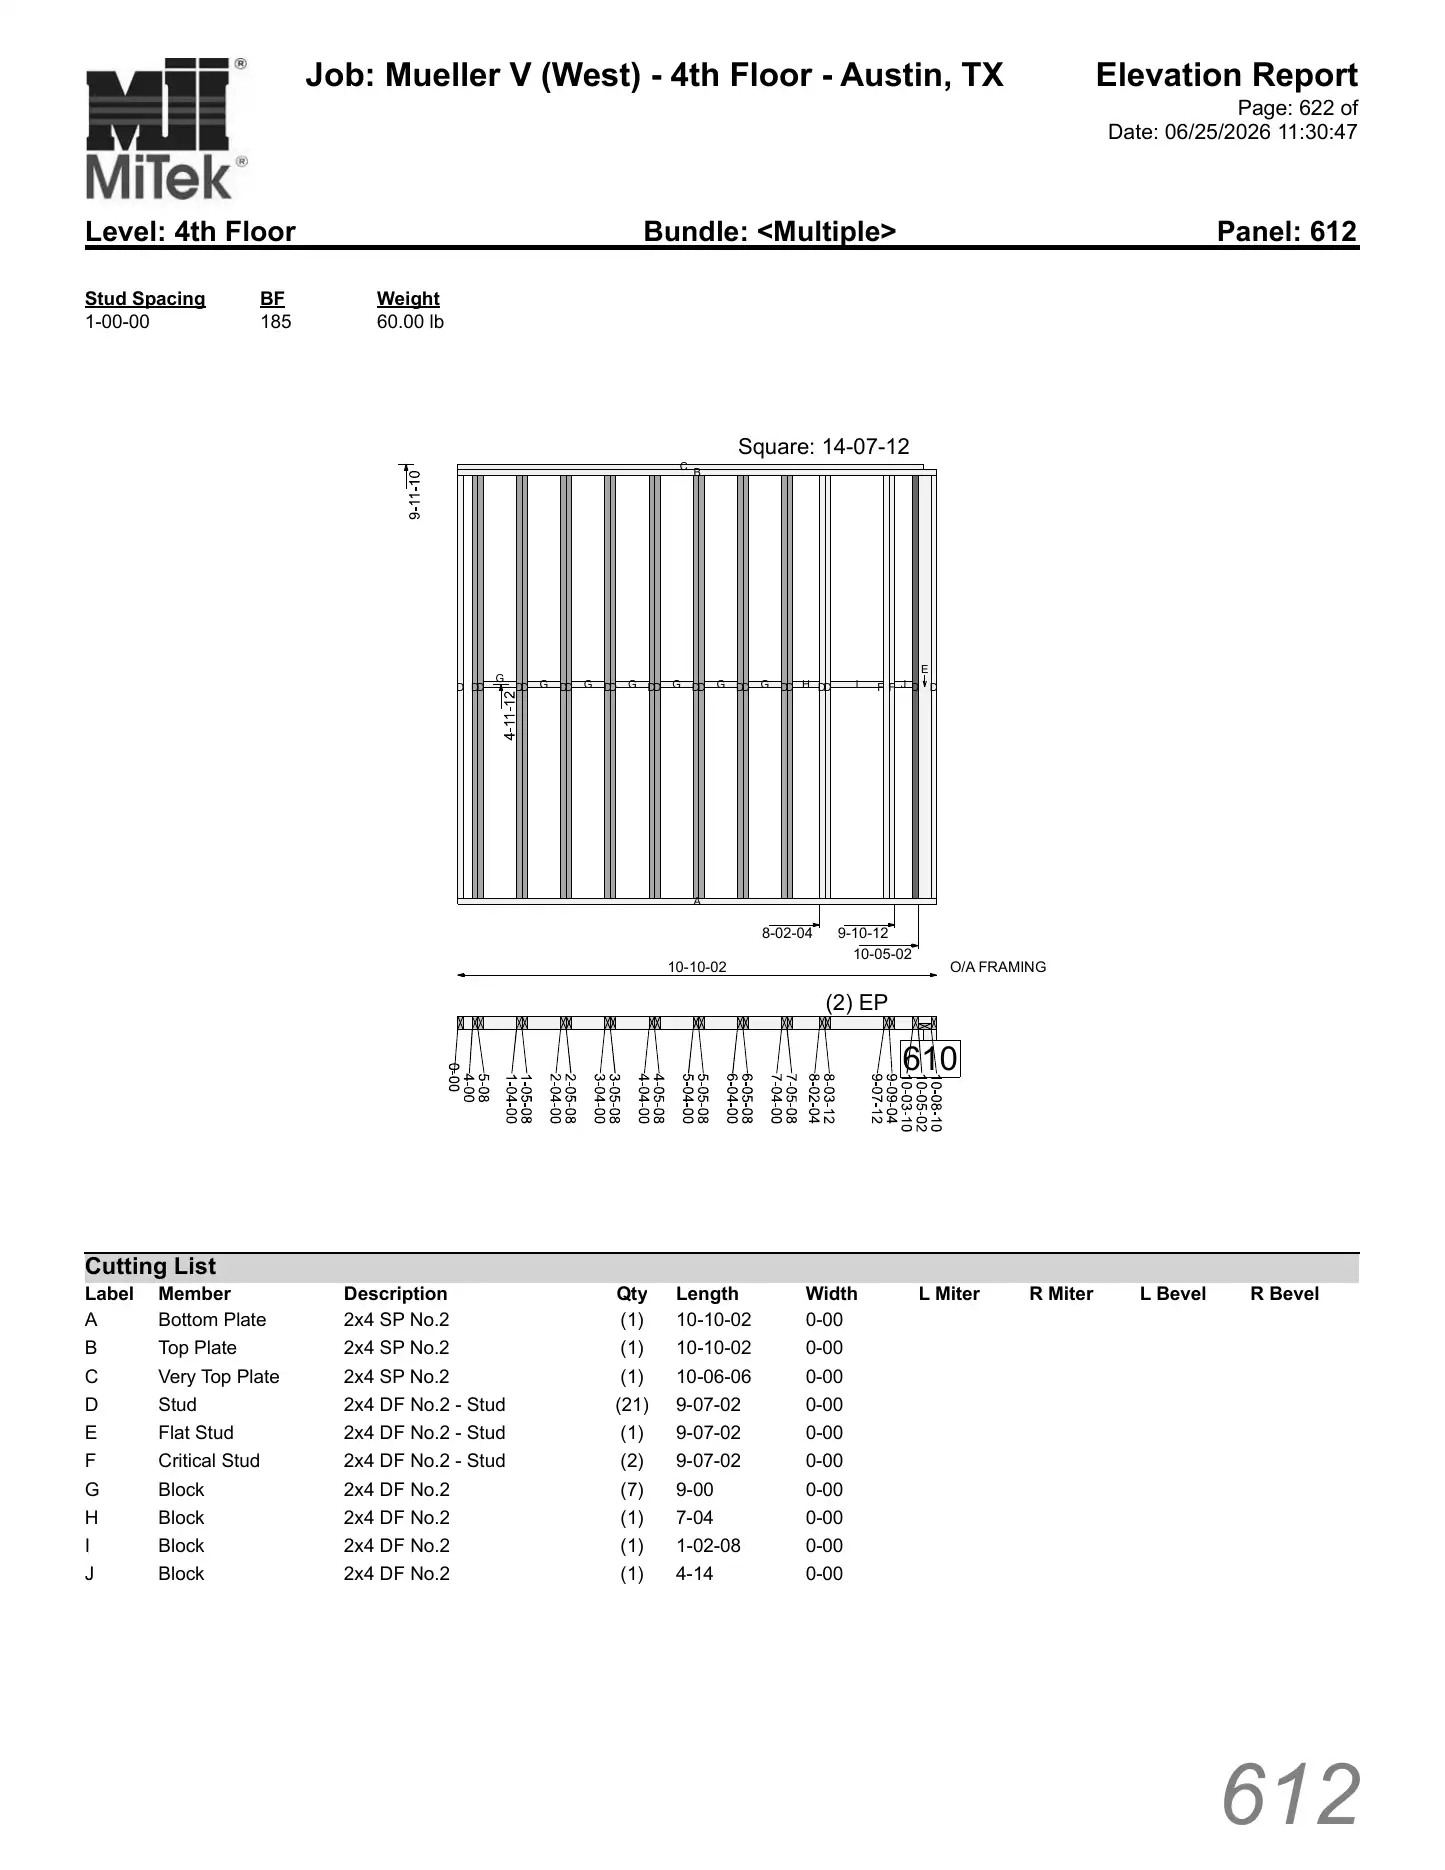 Job: Mueller V (West) - 4th Floor - Austin, TX
Elevation Report
Page: 622 of
Date: 06/25/2026 11:30:47
MiTek®
Level: 4th Floor Bundle: <Multiple> Panel: 612
Stud Spacing BF Weight
1-00-00 185 60.00 lb
Square: 14-07-12
C
B
9-11-10
E
G G G G G G G H I F F J
D D D D D D D D D D D D D D D D D D D D D
4-11-12
A
8-02-04 9-10-12
10-05-02
10-10-02 O/A FRAMING
(2) EP
610
0-00 4-00 5-08 1-04-00 1-05-08 2-04-00 2-05-08 3-04-00 3-05-08 4-04-00 4-05-08 5-04-00 5-05-08 6-04-00 6-05-08 7-04-00 7-05-08 8-02-04 8-03-12 9-07-12 9-09-04 10-03-10 10-05-02 10-08-10
Cutting List
Label Member Description Qty Length Width L Miter R Miter L Bevel R Bevel
A Bottom Plate 2x4 SP No.2 (1) 10-10-02 0-00
B Top Plate 2x4 SP No.2 (1) 10-10-02 0-00
C Very Top Plate 2x4 SP No.2 (1) 10-06-06 0-00
D Stud 2x4 DF No.2 - Stud (21) 9-07-02 0-00
E Flat Stud 2x4 DF No.2 - Stud (1) 9-07-02 0-00
F Critical Stud 2x4 DF No.2 - Stud (2) 9-07-02 0-00
G Block 2x4 DF No.2 (7) 9-00 0-00
H Block 2x4 DF No.2 (1) 7-04 0-00
I Block 2x4 DF No.2 (1) 1-02-08 0-00
J Block 2x4 DF No.2 (1) 4-14 0-00
612